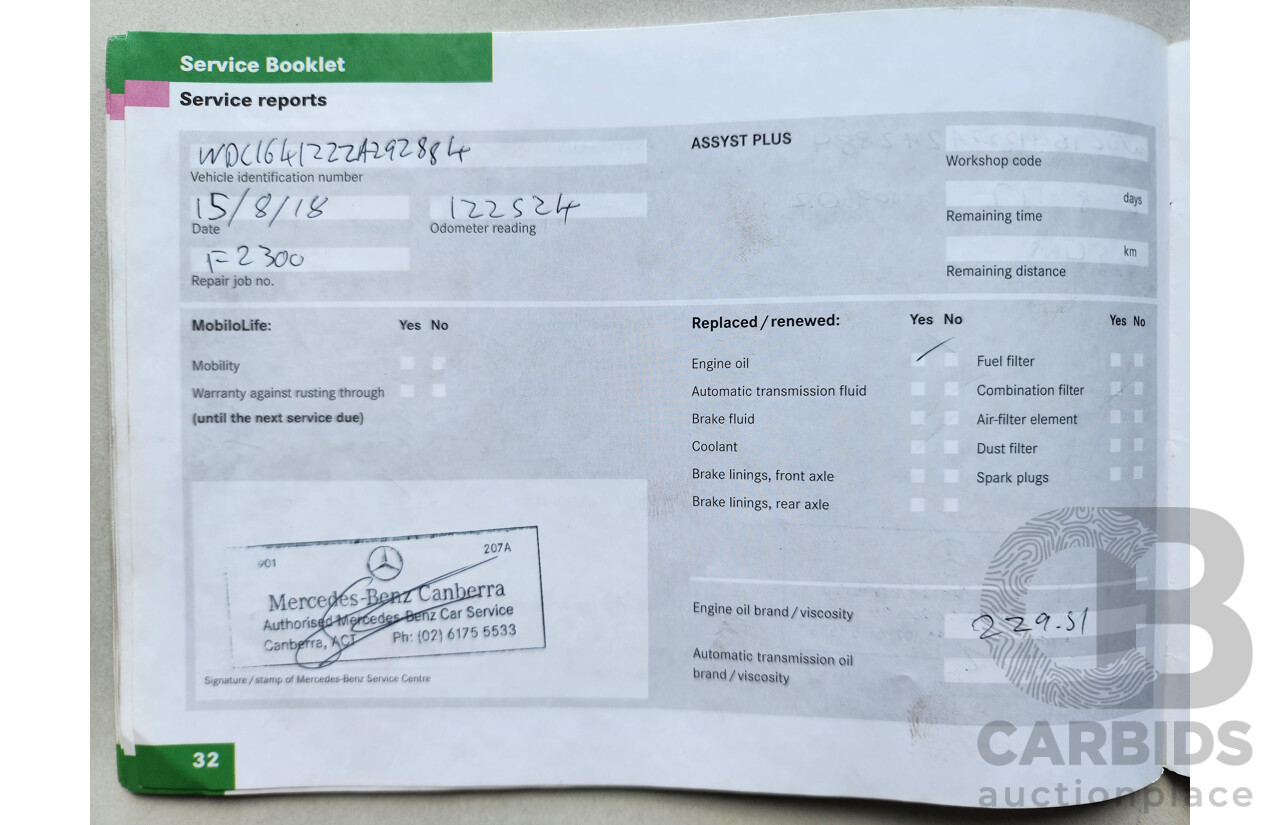 Service Booklet
Service reports
WDC1641222A292884
Vehicle identification number
15/8/18
Date
122524
Odometer reading
F2300
Repair job no.
ASSYST PLUS
Workshop code
days
Remaining time
km
Remaining distance
MobiloLife: Yes No
Mobility
Warranty against rusting through
(until the next service due)
Replaced / renewed: Yes No Yes No
Engine oil
Fuel filter
Automatic transmission fluid
Combination filter
Brake fluid
Air-filter element
Coolant
Dust filter
Brake linings, front axle
Spark plugs
Brake linings, rear axle
901 207A
Mercedes-Benz Canberra
Authorised Mercedes-Benz Car Service
Canberra, ACT Ph: (02) 6175 5533
Signature / stamp of Mercedes-Benz Service Centre
Engine oil brand / viscosity
229.51
Automatic transmission oil
brand / viscosity
32
CB
CARBIDS
auctionplace